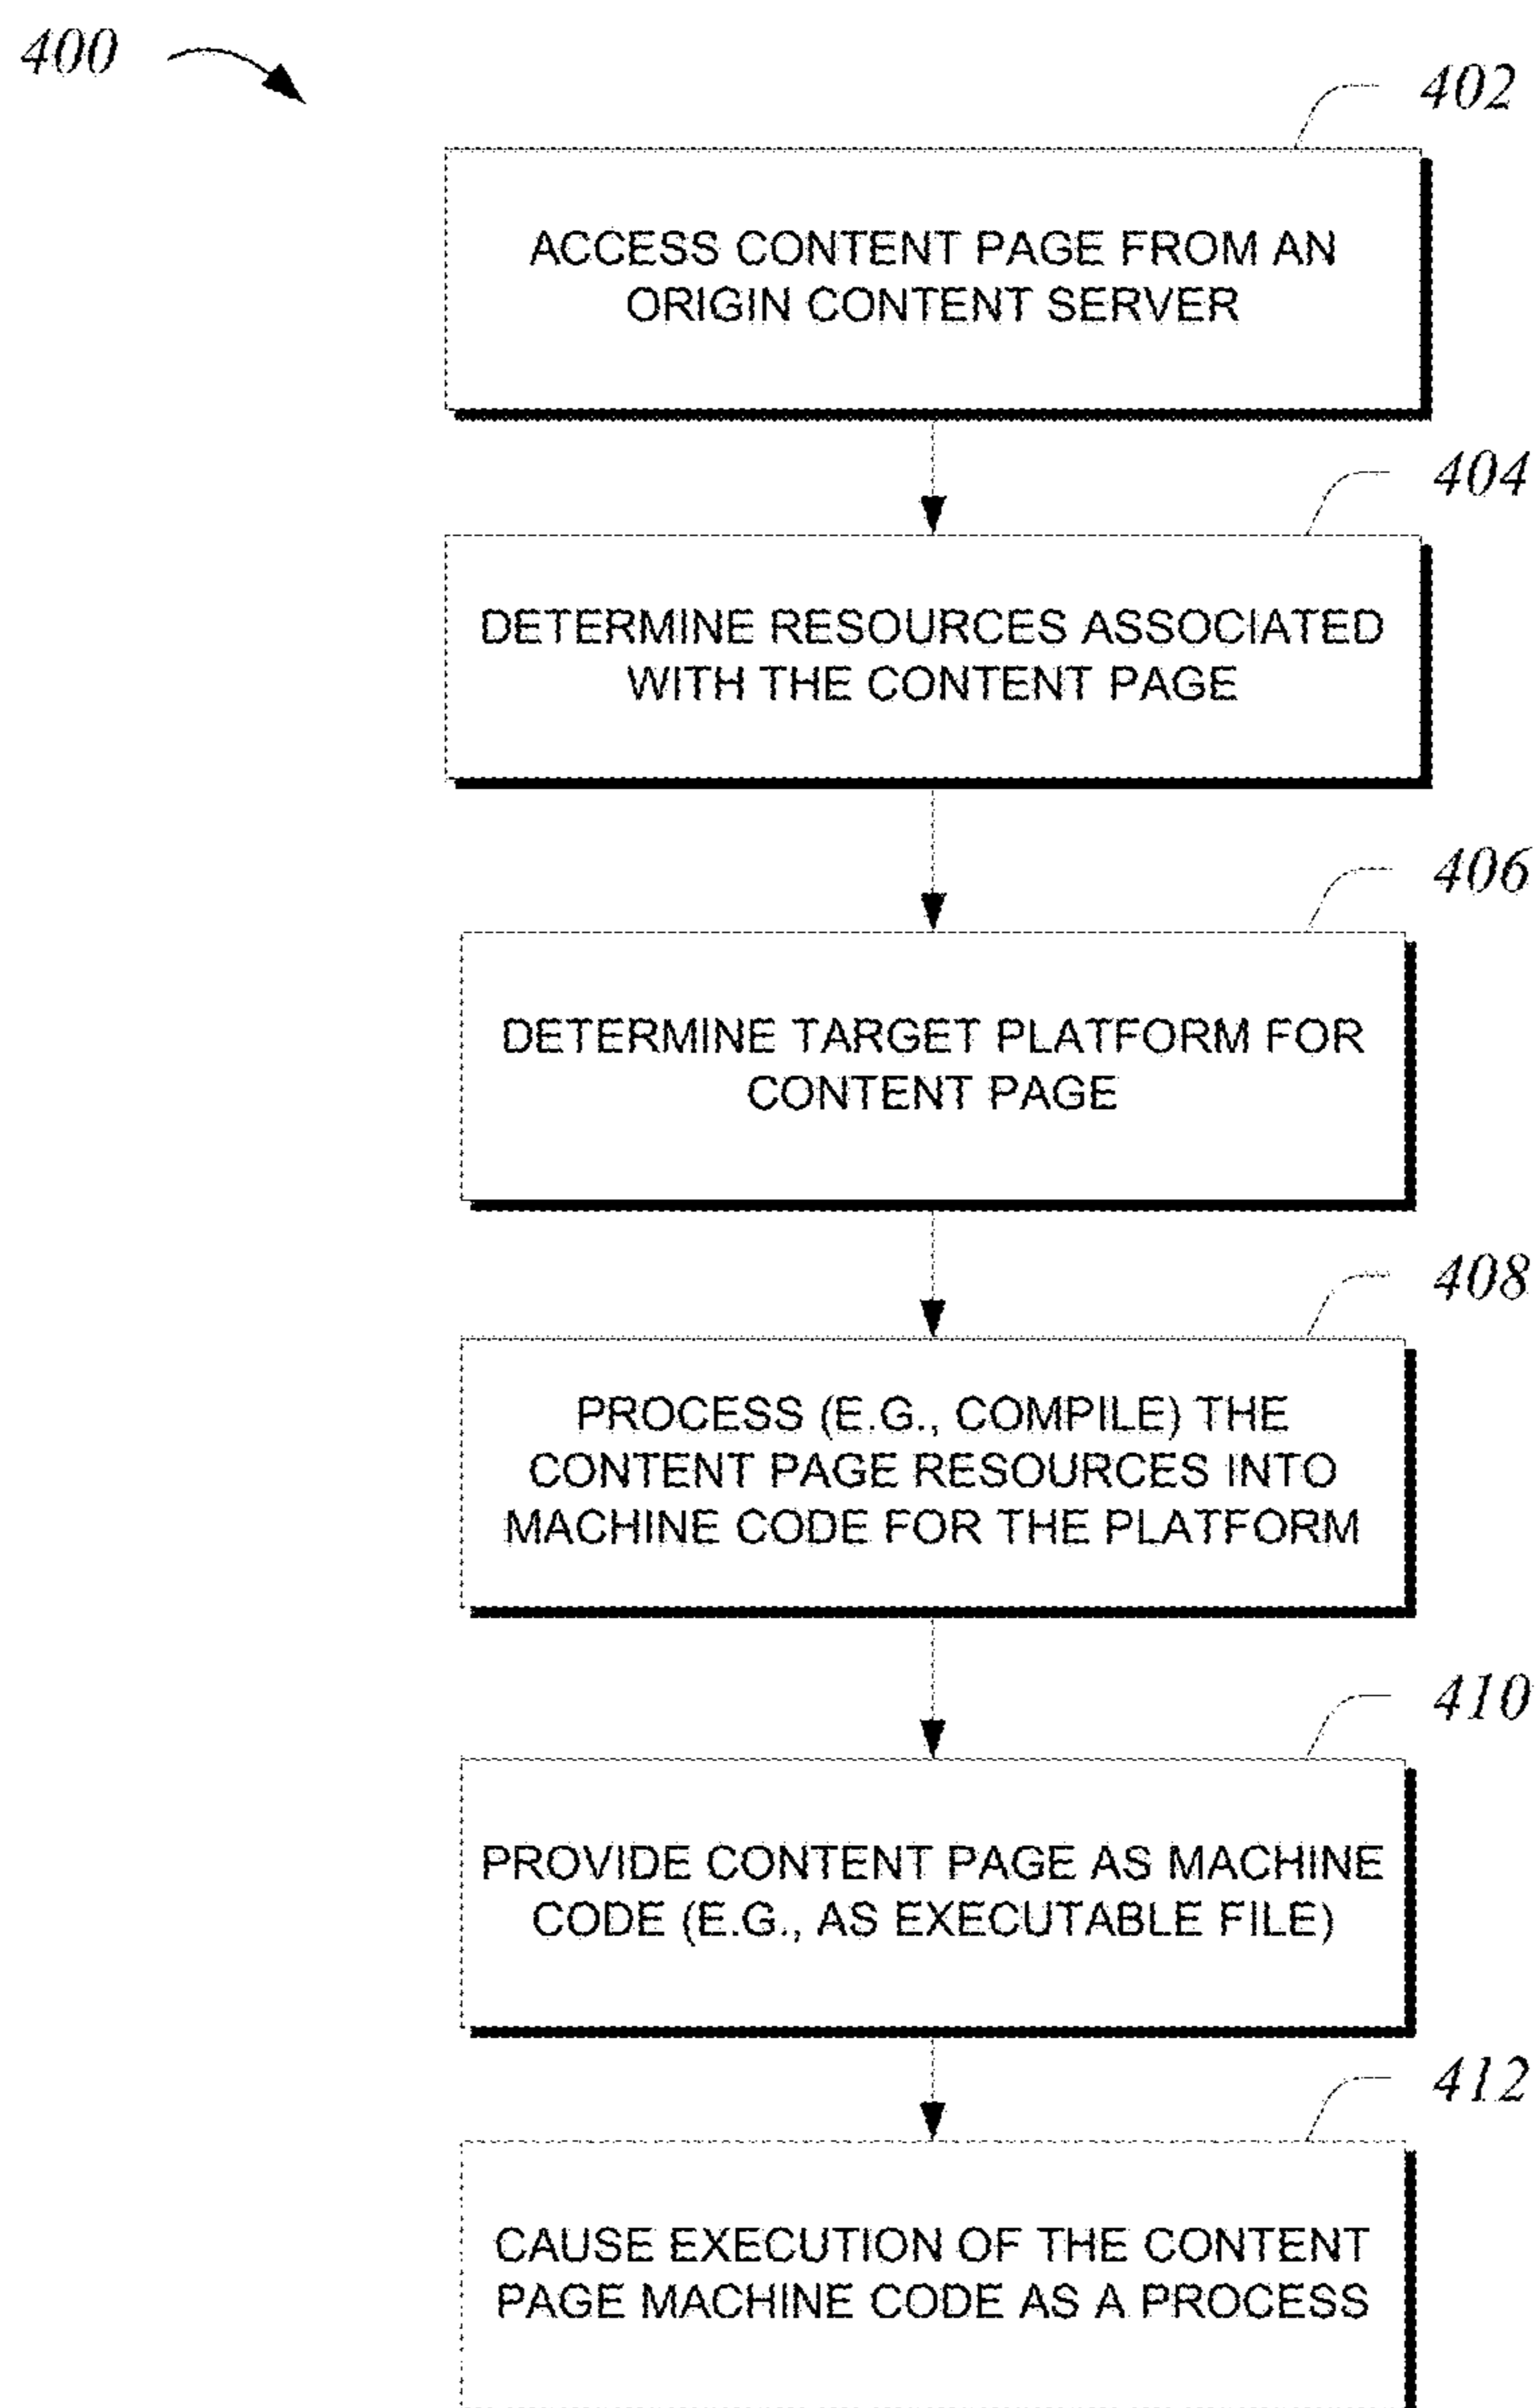 400
402
ACCESS CONTENT PAGE FROM AN
ORIGIN CONTENT SERVER
404
DETERMINE RESOURCES ASSOCIATED
WITH THE CONTENT PAGE
406
DETERMINE TARGET PLATFORM FOR
CONTENT PAGE
408
PROCESS (E.G., COMPILE) THE
CONTENT PAGE RESOURCES INTO
MACHINE CODE FOR THE PLATFORM
410
PROVIDE CONTENT PAGE AS MACHINE
CODE (E.G., AS EXECUTABLE FILE)
412
CAUSE EXECUTION OF THE CONTENT
PAGE MACHINE CODE AS A PROCESS